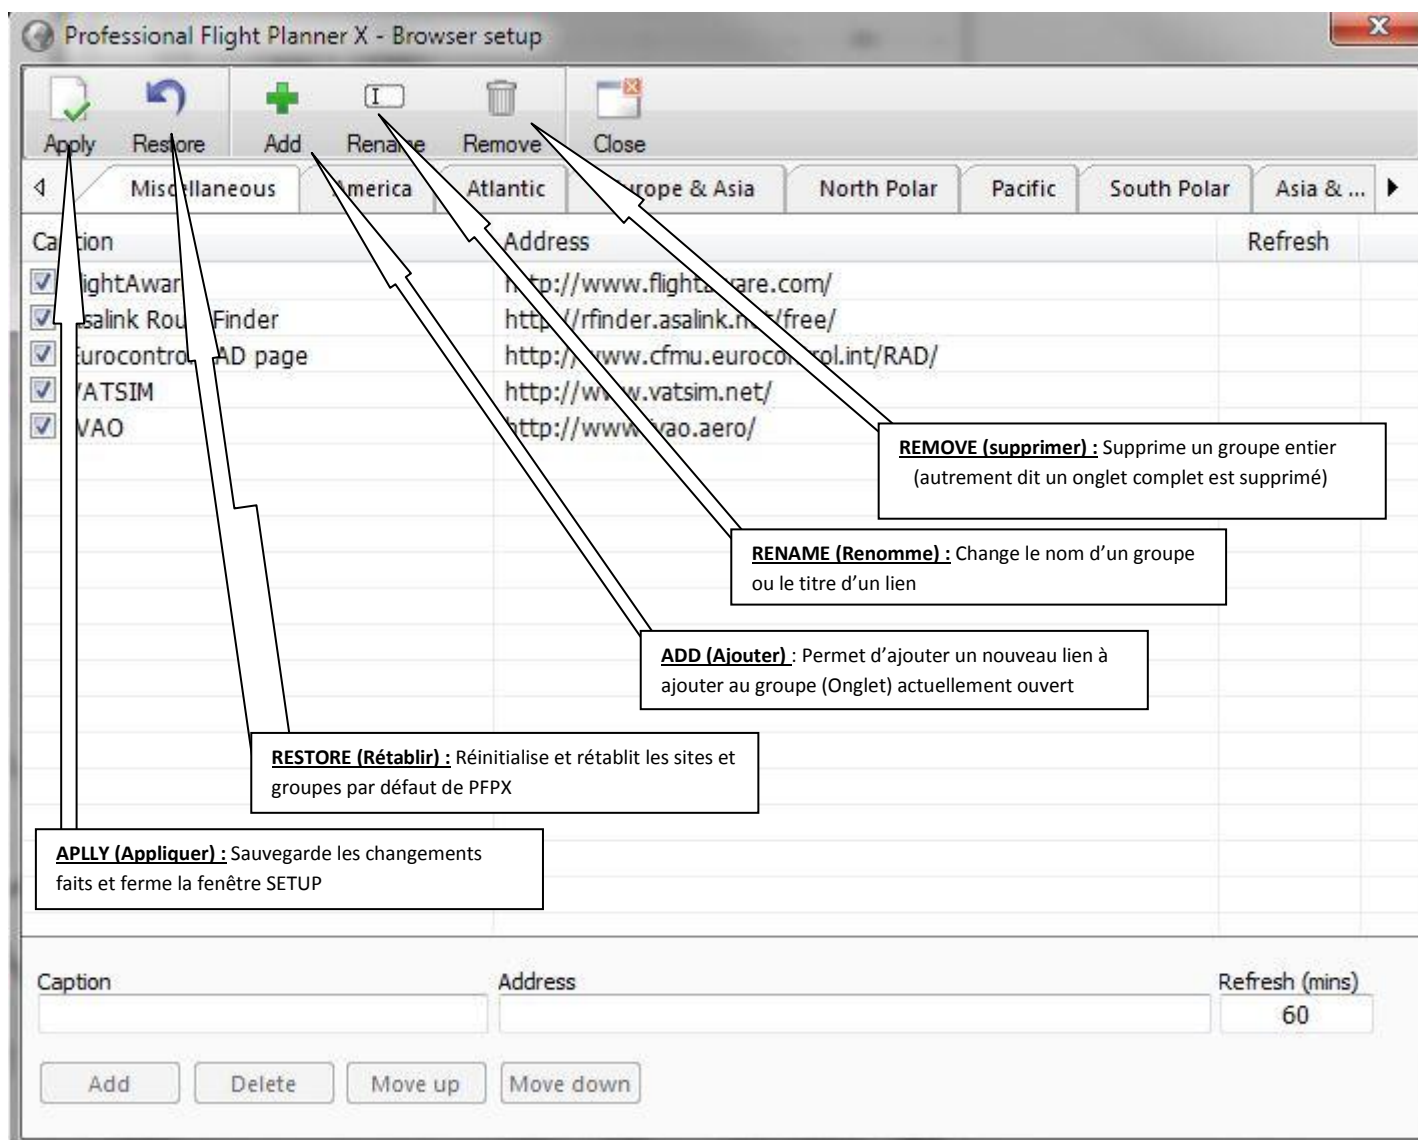 Professional Flight Planner X - Browser setup
Apply Restore Add Rename Remove Close
Miscellaneous America Atlantic Europe & Asia North Polar Pacific South Polar Asia & ...
Caption Address Refresh
FlightAware http://www.flightaware.com/
Asalink Route Finder http://rfinder.asalink.net/free/
Eurocontrol RAD page http://www.cfmu.eurocontrol.int/RAD/
VATSIM http://www.vatsim.net/
IVAO http://www.ivao.aero/
REMOVE (supprimer) : Supprime un groupe entier
(autrement dit un onglet complet est supprimé)
RENAME (Renomme) : Change le nom d’un groupe
ou le titre d’un lien
ADD (Ajouter) : Permet d’ajouter un nouveau lien à
ajouter au groupe (Onglet) actuellement ouvert
RESTORE (Rétablir) : Réinitialise et rétablit les sites et
groupes par défaut de PFPX
APLLY (Appliquer) : Sauvegarde les changements
faits et ferme la fenêtre SETUP
Caption Address Refresh (mins)
60
Add Delete Move up Move down